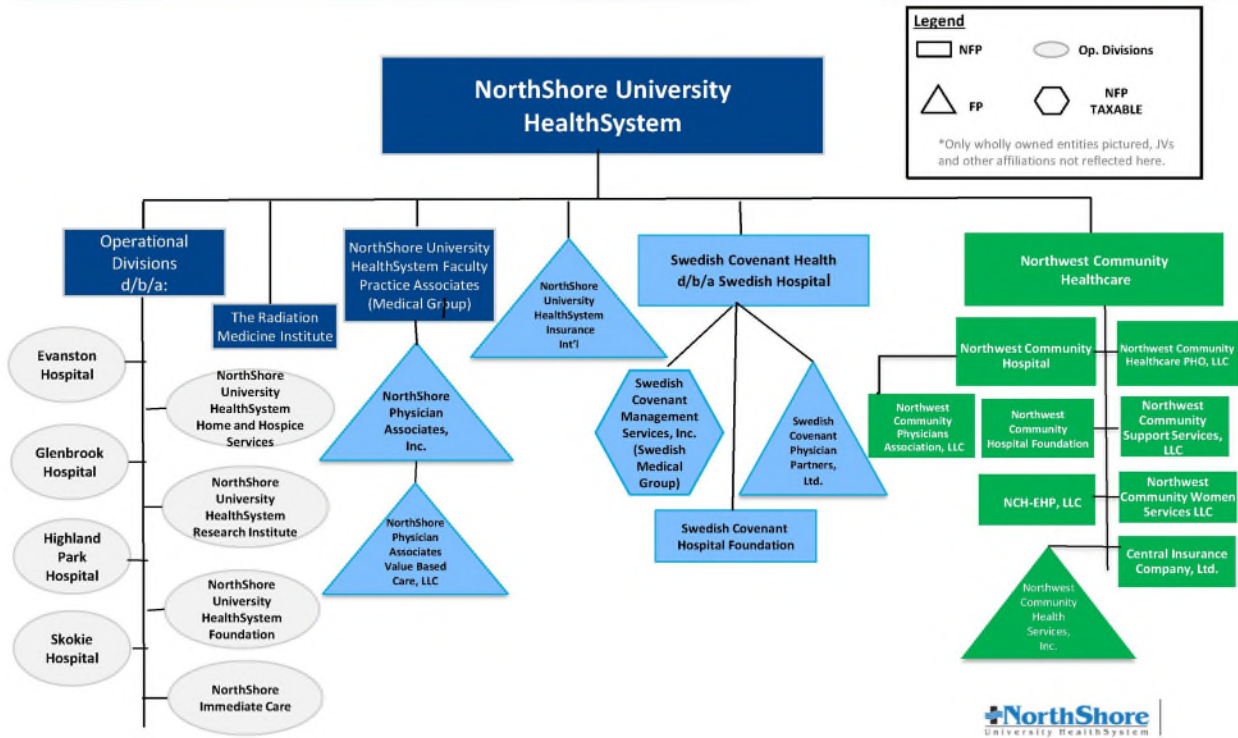 Legend
NFP
Op. Divisions
FP
NFP
TAXABLE
*Only wholly owned entities pictured, JVs
and other affiliations not reflected here.
NorthShore University
HealthSystem
Operational
Divisions
d/b/a:
The Radiation
Medicine Institute
NorthShore University
HealthSystem Faculty
Practice Associates
(Medical Group)
NorthShore
University
HealthSystem
Insurance
Int'l
Swedish Covenant Health
d/b/a Swedish Hospital
Northwest Community
Healthcare
Evanston
Hospital
NorthShore
University
HealthSystem
Home and Hospice
Services
Glenbrook
Hospital
NorthShore
University
HealthSystem
Research Institute
Highland
Park
Hospital
NorthShore
University
HealthSystem
Foundation
Skokie
Hospital
NorthShore
Immediate Care
NorthShore
Physician
Associates,
Inc.
NorthShore
Physician
Associates
Value Based
Care, LLC
Swedish
Covenant
Management
Services, Inc.
(Swedish
Medical
Group)
Swedish
Covenant
Physician
Partners,
Ltd.
Swedish Covenant
Hospital Foundation
Northwest Community
Hospital
Northwest Community
Healthcare PHO, LLC
Northwest
Community
Physicians
Association, LLC
Northwest
Community
Hospital Foundation
Northwest
Community
Support Services,
LLC
NCH-EHP, LLC
Northwest
Community Women
Services LLC
Central Insurance
Company, Ltd.
Northwest
Community
Health
Services,
Inc.
NorthShore
University HealthSystem